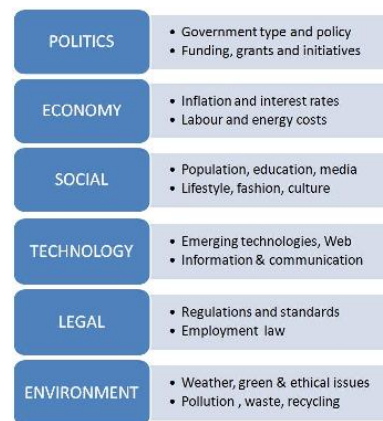 POLITICS
• Government type and policy
• Funding, grants and initiatives
ECONOMY
• Inflation and interest rates
• Labour and energy costs
SOCIAL
• Population, education, media
• Lifestyle, fashion, culture
TECHNOLOGY
• Emerging technologies, Web
• Information & communication
LEGAL
• Regulations and standards
• Employment law
ENVIRONMENT
• Weather, green & ethical issues
• Pollution , waste, recycling